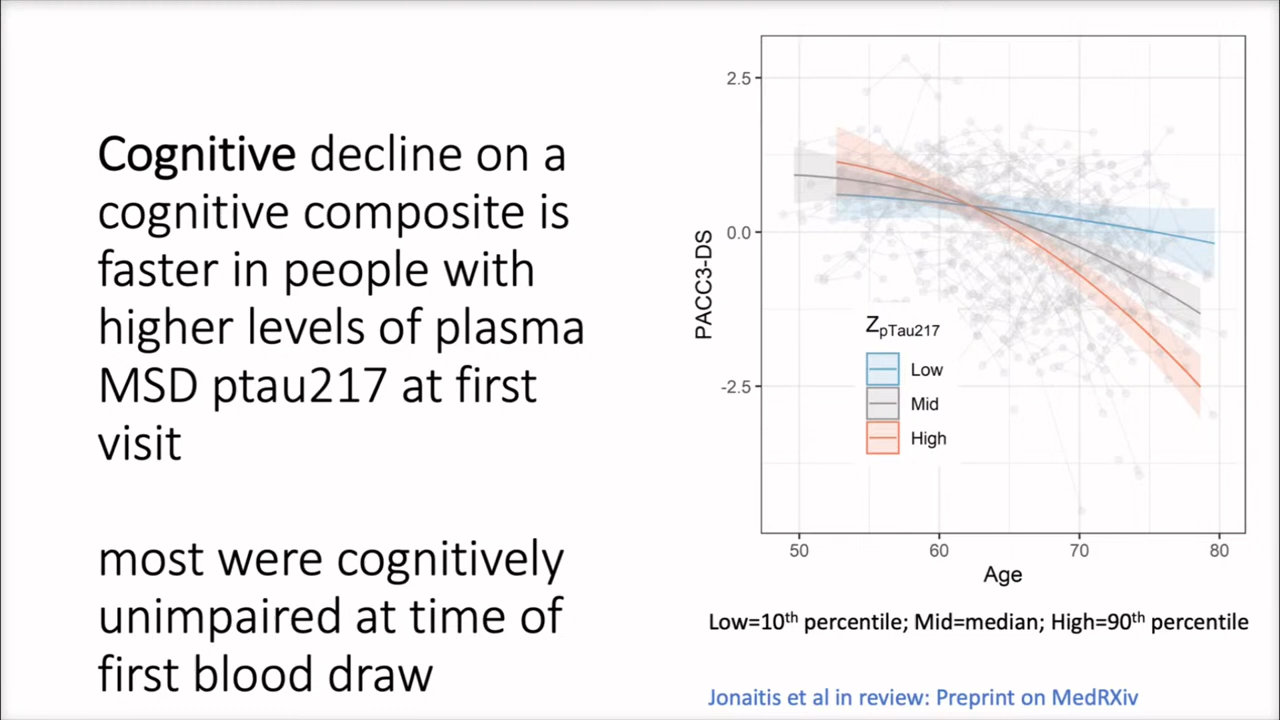 Cognitive decline on a
cognitive composite is
faster in people with
higher levels of plasma
MSD ptau217 at first
visit
most were cognitively
unimpaired at time of
first blood draw
2.5
0.0
-2.5
PACC3-DS
ZpTau217
Low
Mid
High
50 60 70 80
Age
Low=10th percentile; Mid=median; High=90th percentile
Jonaitis et al in review: Preprint on MedRXiv